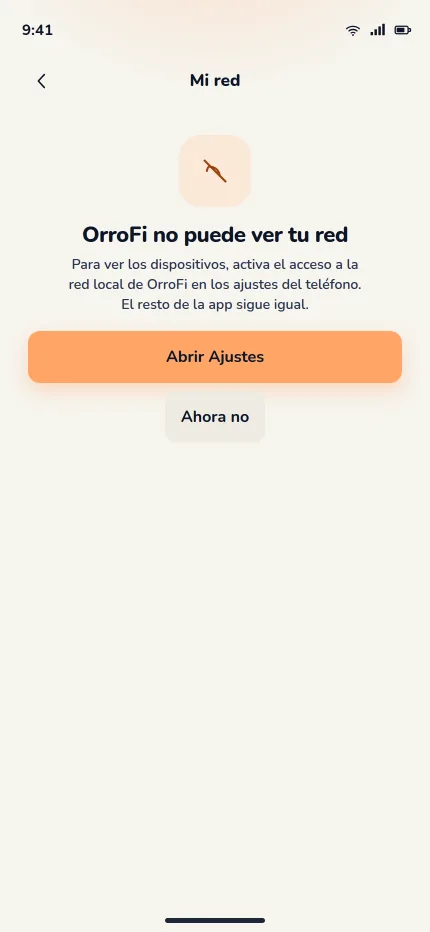 9:41
Mi red
OrroFi no puede ver tu red
Para ver los dispositivos, activa el acceso a la
red local de OrroFi en los ajustes del teléfono.
El resto de la app sigue igual.
Abrir Ajustes
Ahora no